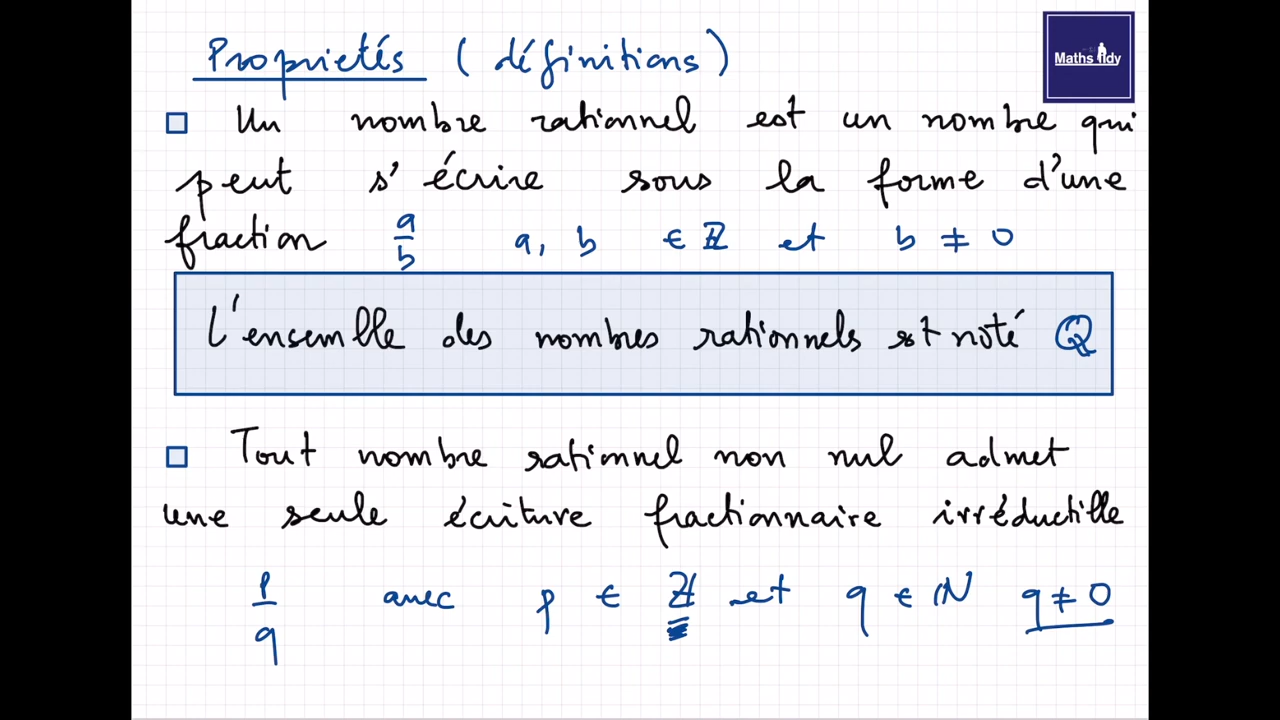 Propriétés (définitions)
Maths Tidy
Un nombre rationnel est un nombre qui
peut s'écrire sous la forme d'une
fraction a/b a, b ∈ ℤ et b ≠ 0
L'ensemble des nombres rationnels est noté ℚ
Tout nombre rationnel non nul admet
une seule écriture fractionnaire irréductible
p/q avec p ∈ ℤ et q ∈ ℕ q ≠ 0